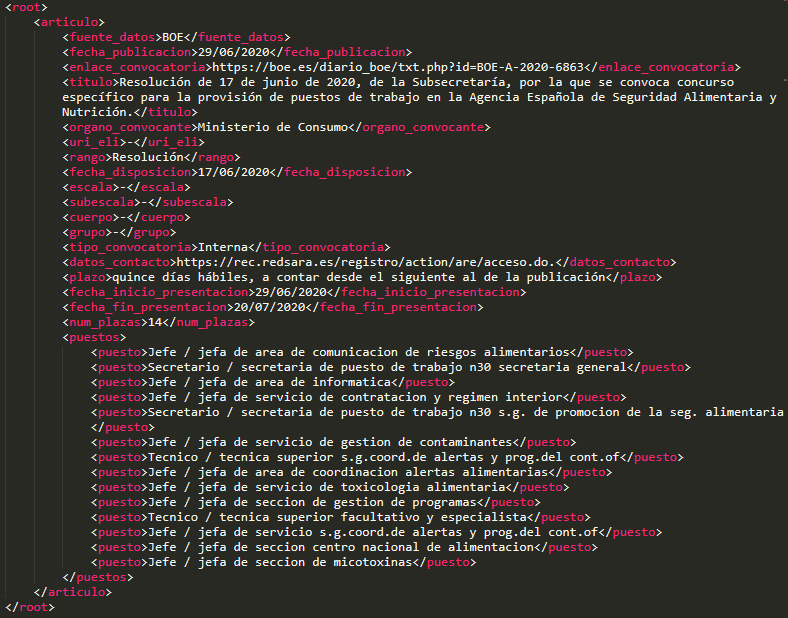 <root>
<articulo>
<fuente_datos>BOE</fuente_datos>
<fecha_publicacion>29/06/2020</fecha_publicacion>
<enlace_convocatoria>https://boe.es/diario_boe/txt.php?id=BOE-A-2020-6863</enlace_convocatoria>
<titulo>Resolución de 17 de junio de 2020, de la Subsecretaría, por la que se convoca concurso
específico para la provisión de puestos de trabajo en la Agencia Española de Seguridad Alimentaria y
Nutrición.</titulo>
<organo_convocante>Ministerio de Consumo</organo_convocante>
<uri_eli>-</uri_eli>
<rango>Resolución</rango>
<fecha_disposicion>17/06/2020</fecha_disposicion>
<escala>-</escala>
<subescala>-</subescala>
<cuerpo>-</cuerpo>
<grupo>-</grupo>
<tipo_convocatoria>Interna</tipo_convocatoria>
<datos_contacto>https://rec.redsara.es/registro/action/are/acceso.do.</datos_contacto>
<plazo>quince días hábiles, a contar desde el siguiente al de la publicación</plazo>
<fecha_inicio_presentacion>29/06/2020</fecha_inicio_presentacion>
<fecha_fin_presentacion>20/07/2020</fecha_fin_presentacion>
<num_plazas>14</num_plazas>
<puestos>
<puesto>Jefe / jefa de area de comunicacion de riesgos alimentarios</puesto>
<puesto>Secretario / secretaria de puesto de trabajo n30 secretaria general</puesto>
<puesto>Jefe / jefa de area de informatica</puesto>
<puesto>Jefe / jefa de servicio de contratacion y regimen interior</puesto>
<puesto>Secretario / secretaria de puesto de trabajo n30 s.g. de promocion de la seg. alimentaria
</puesto>
<puesto>Jefe / jefa de servicio de gestion de contaminantes</puesto>
<puesto>Tecnico / tecnica superior s.g.coord.de alertas y prog.del cont.of</puesto>
<puesto>Jefe / jefa de area de coordinacion alertas alimentarias</puesto>
<puesto>Jefe / jefa de servicio de toxicologia alimentaria</puesto>
<puesto>Jefe / jefa de seccion de gestion de programas</puesto>
<puesto>Tecnico / tecnica superior facultativo y especialista</puesto>
<puesto>Jefe / jefa de servicio s.g.coord.de alertas y prog.del cont.of</puesto>
<puesto>Jefe / jefa de seccion centro nacional de alimentacion</puesto>
<puesto>Jefe / jefa de seccion de micotoxinas</puesto>
</puestos>
</articulo>
</root>